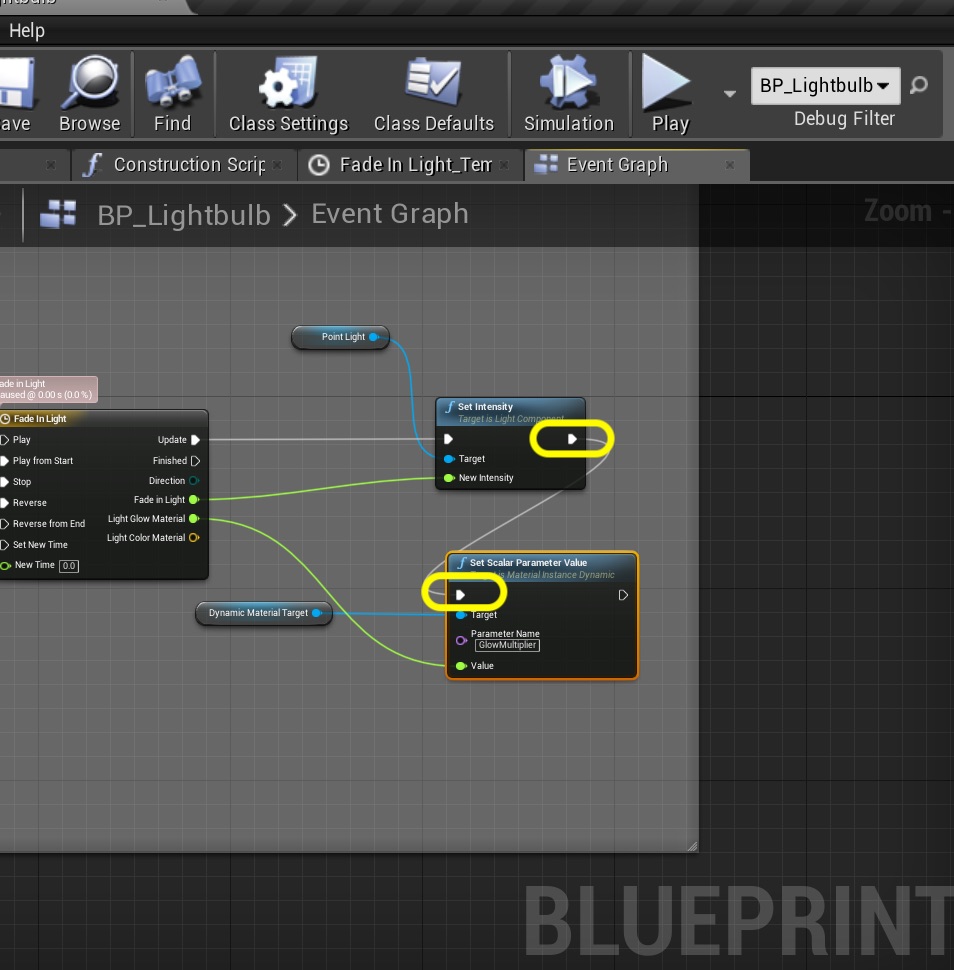 Help
ave
Browse
Find
Class Settings
Class Defaults
Simulation
Play
BP_Lightbulb
Debug Filter
Construction Scrip
Fade In Light_Tem
Event Graph
BP_Lightbulb > Event Graph
Zoom -
Point Light
ade in Light
aused @ 0.00 s (0.0 %)
Fade In Light
Play
Update
Play from Start
Finished
Stop
Direction
Reverse
Fade in Light
Reverse from End
Light Glow Material
Set New Time
Light Color Material
New Time 0.0
Set Intensity
Target is Light Component
Target
New Intensity
Dynamic Material Target
Set Scalar Parameter Value
Target is Material Instance Dynamic
Target
Parameter Name
GlowMultiplier
Value
BLUEPRINT